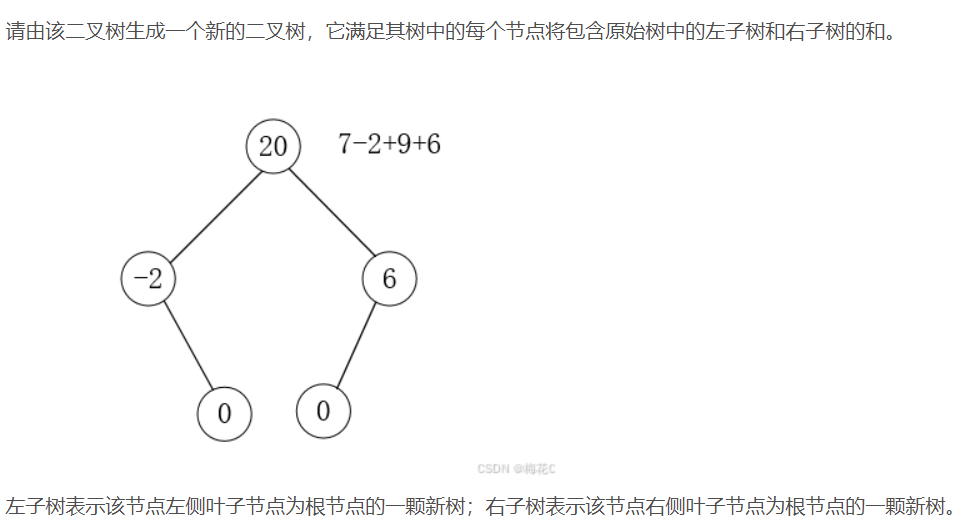 请由该二叉树生成一个新的二叉树，它满足其树中的每个节点将包含原始树中的左子树和右子树的和。
20 7-2+9+6
-2 6
0 0
CSDN @梅花C
左子树表示该节点左侧叶子节点为根节点的一颗新树；右子树表示该节点右侧叶子节点为根节点的一颗新树。